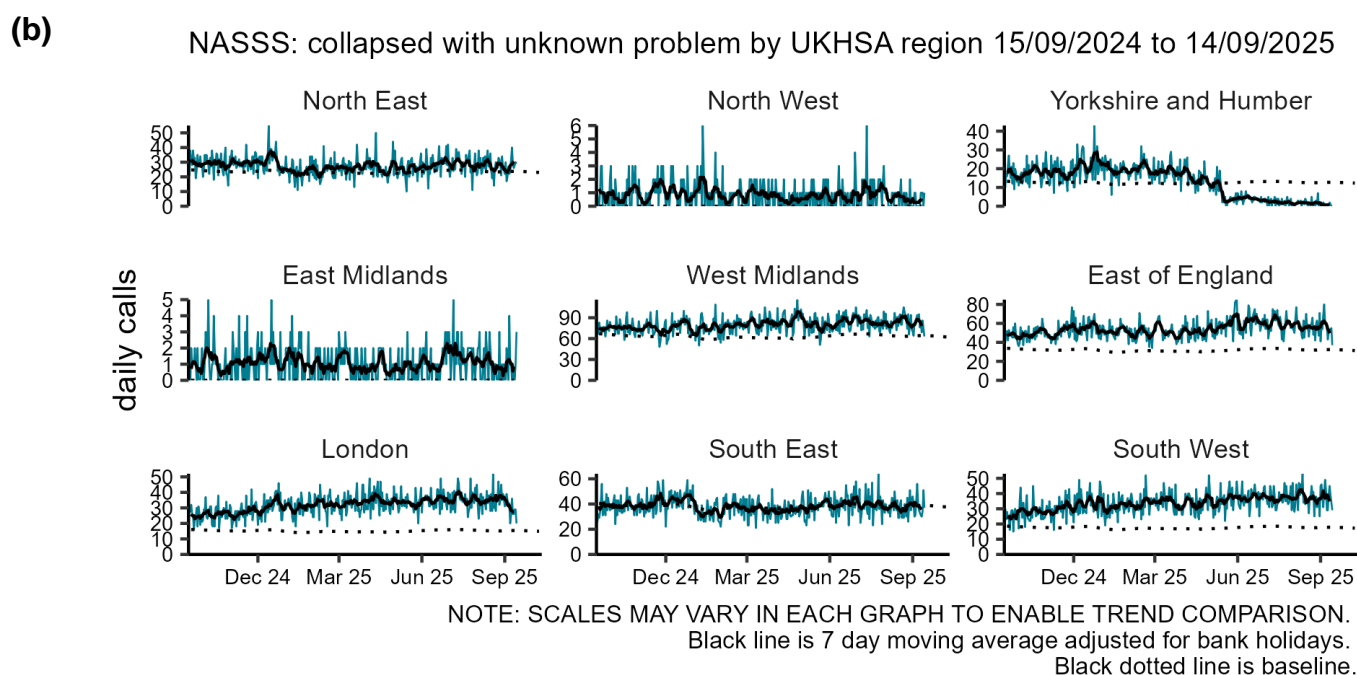 (b)
NASSS: collapsed with unknown problem by UKHSA region 15/09/2024 to 14/09/2025
North East
North West
Yorkshire and Humber
50
40
30
20
10
0
6
5
4
3
2
1
0
40
30
20
10
0
daily calls
East Midlands
West Midlands
East of England
5
4
3
2
1
0
90
60
30
0
80
60
40
20
0
London
South East
South West
50
40
30
20
10
0
60
40
20
0
50
40
30
20
10
0
Dec 24 Mar 25 Jun 25 Sep 25
Dec 24 Mar 25 Jun 25 Sep 25
Dec 24 Mar 25 Jun 25 Sep 25
NOTE: SCALES MAY VARY IN EACH GRAPH TO ENABLE TREND COMPARISON.
Black line is 7 day moving average adjusted for bank holidays.
Black dotted line is baseline.